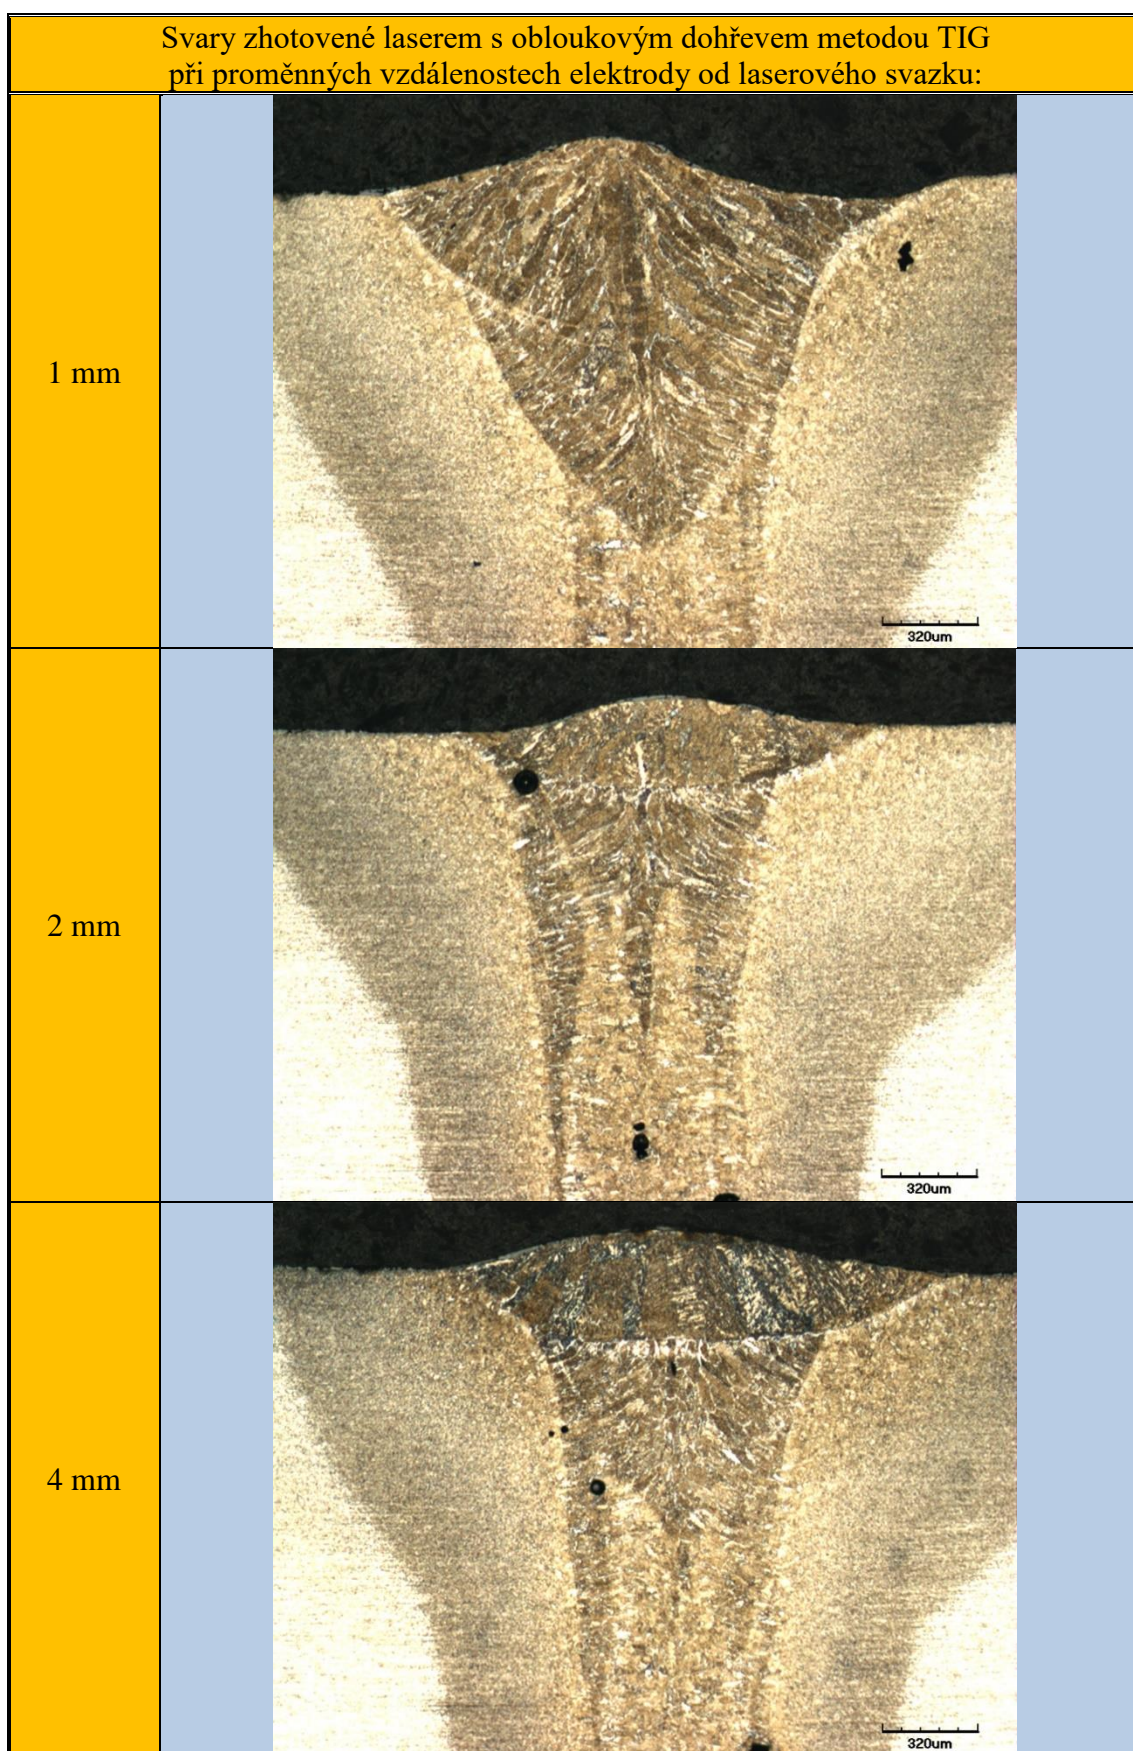 Svary zhotovené laserem s obloukovým dohřevem metodou TIG
při proměnných vzdálenostech elektrody od laserového svazku:
1 mm
320um
2 mm
320um
4 mm
320um